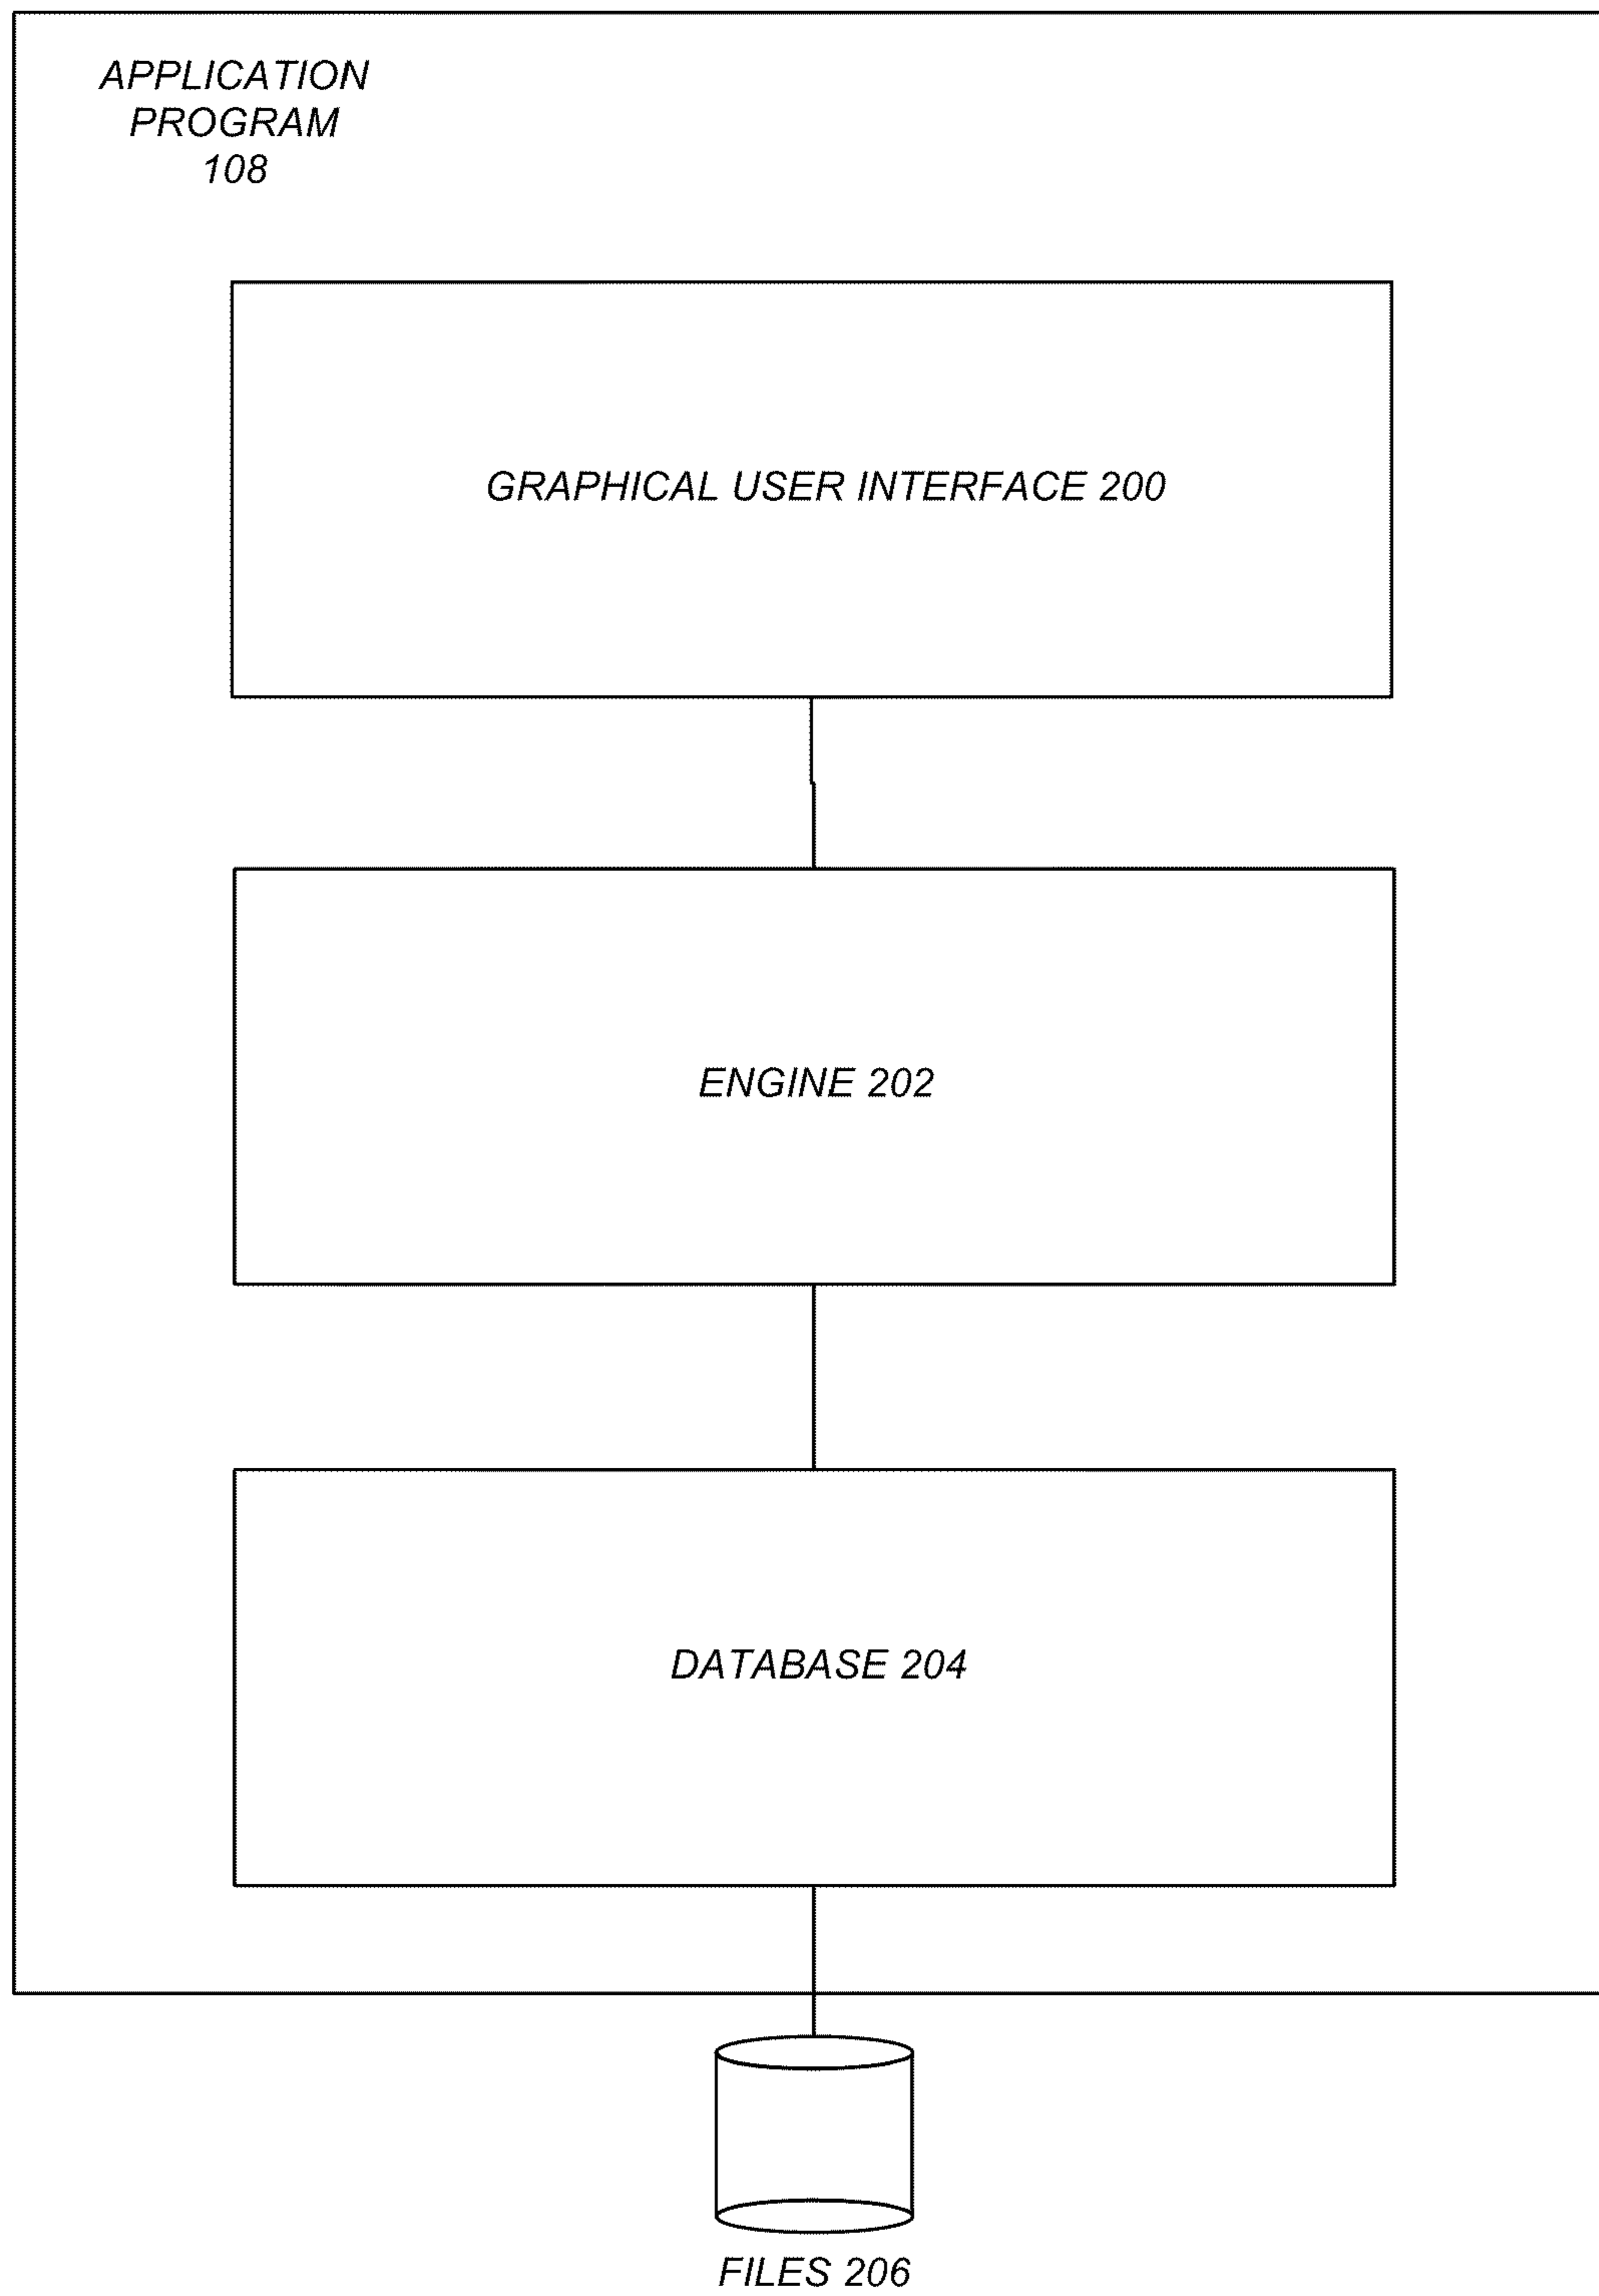 APPLICATION
PROGRAM
108
GRAPHICAL USER INTERFACE 200
ENGINE 202
DATABASE 204
FILES 206